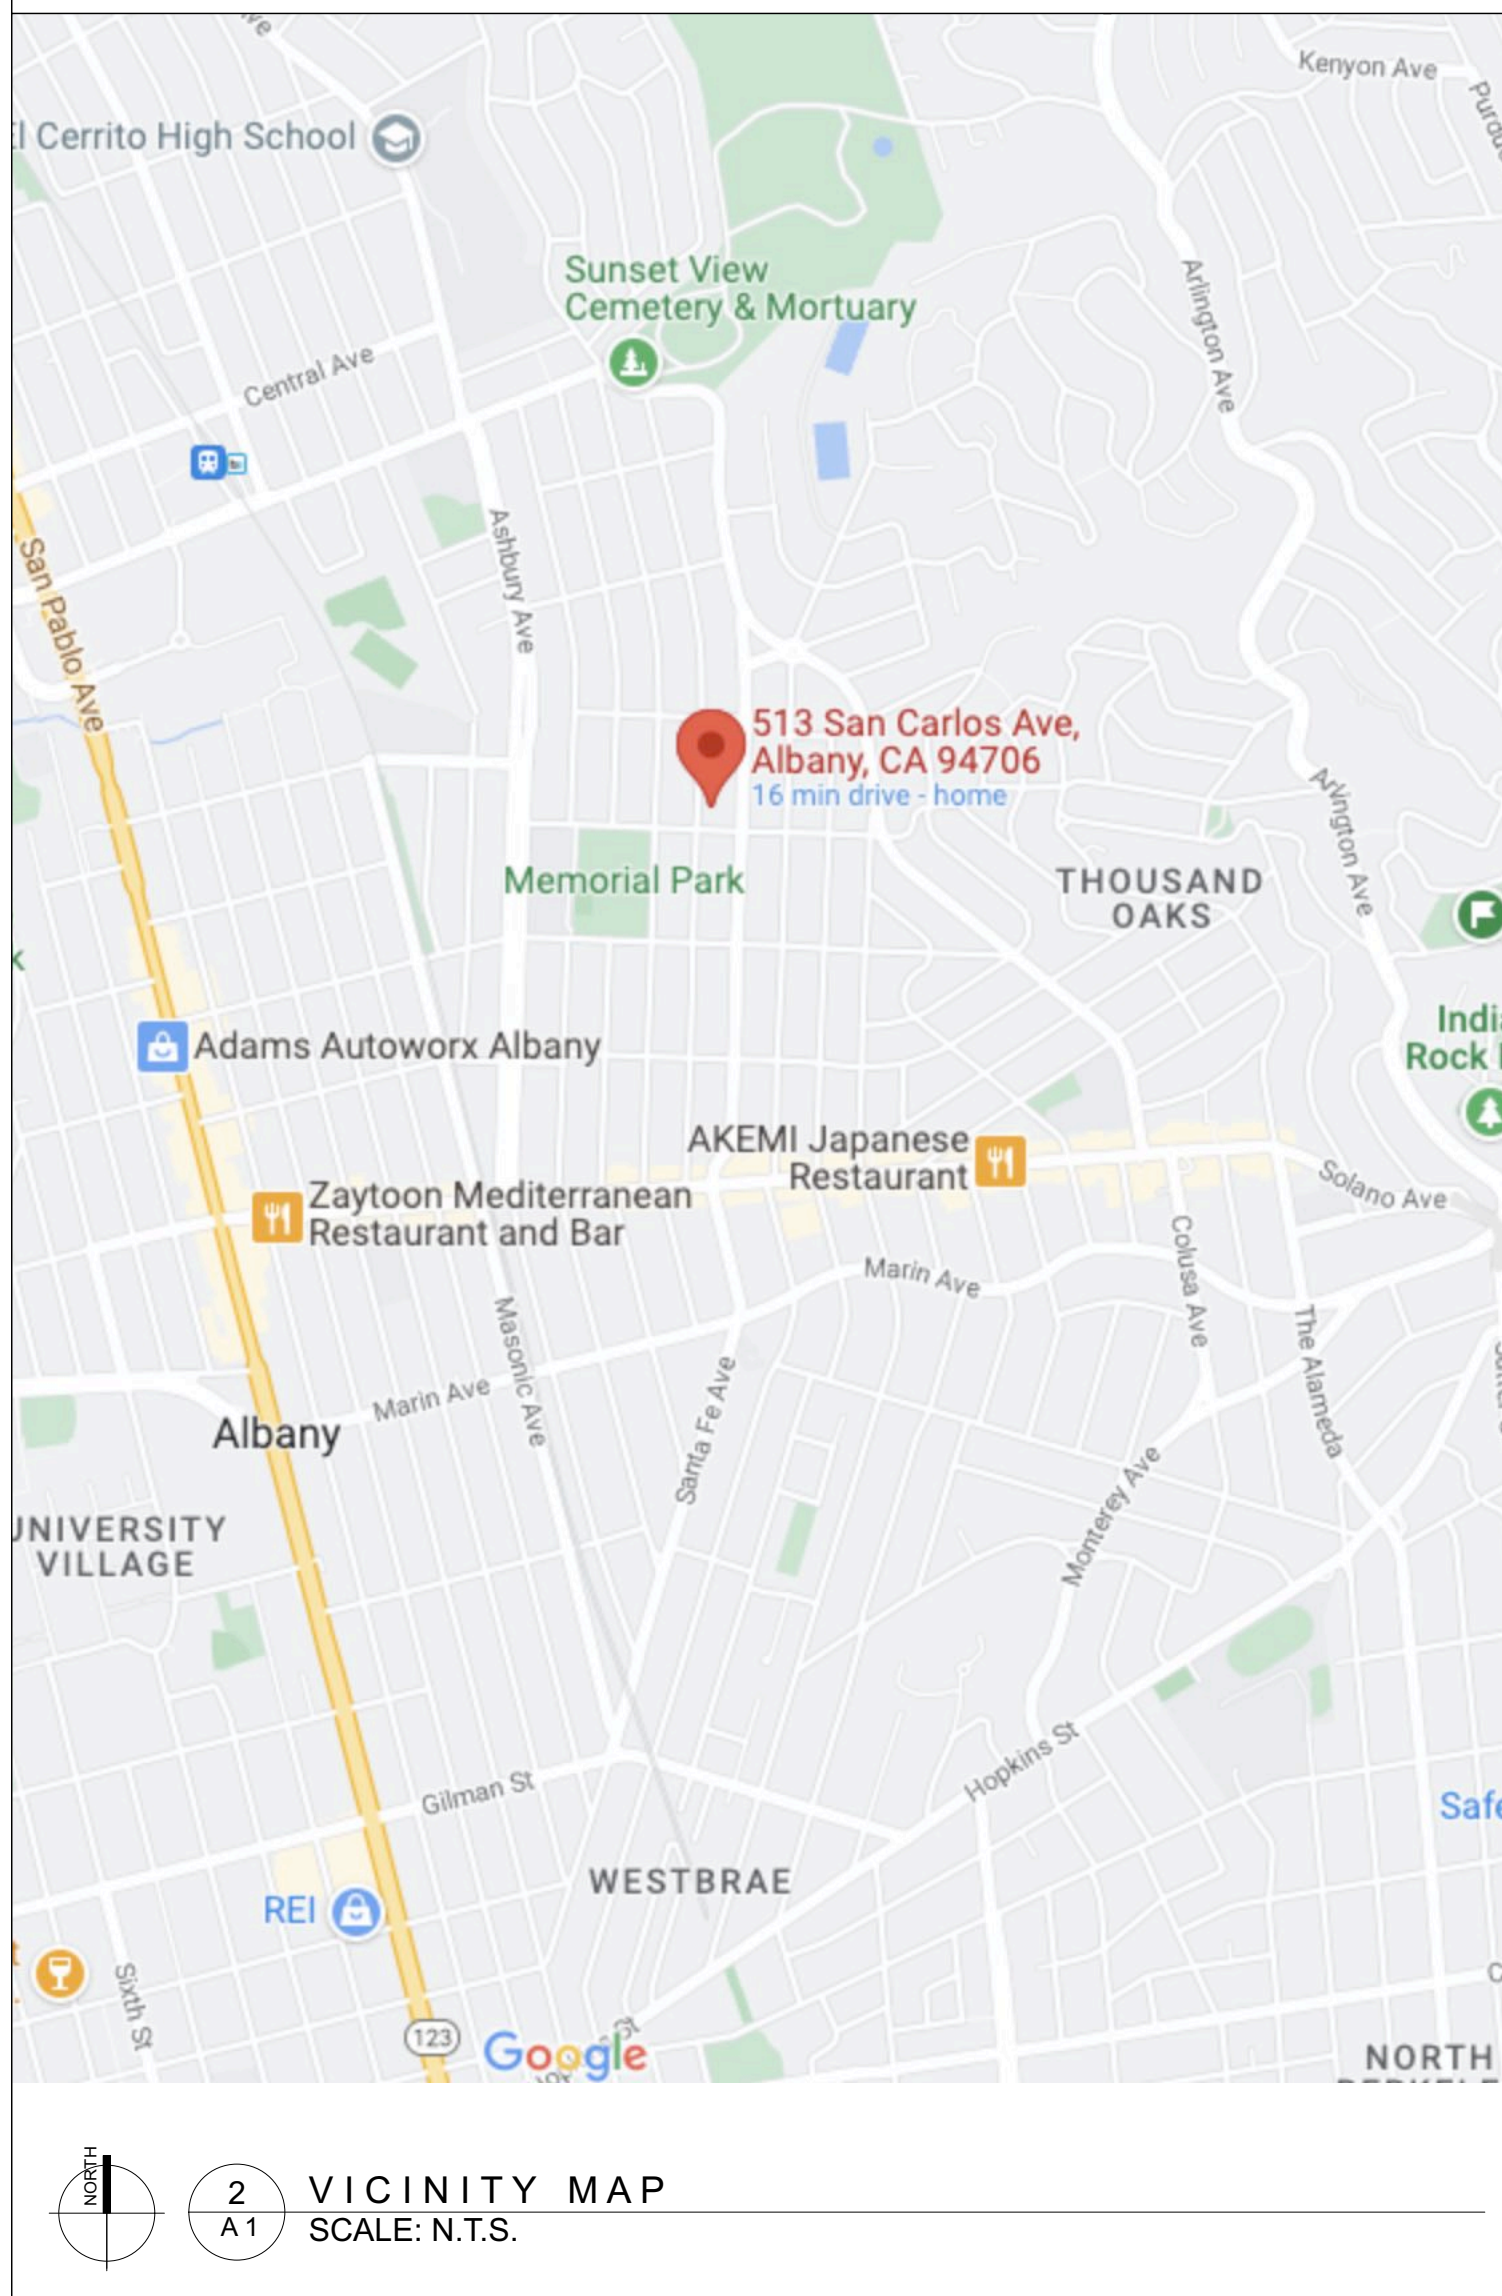 Kenyon Ave
El Cerrito High School
Sunset View
Cemetery & Mortuary
Arlington Ave
Central Ave
Ashbury Ave
San Pablo Ave
513 San Carlos Ave,
Albany, CA 94706
16 min drive - home
Arlington Ave
Memorial Park
THOUSAND
OAKS
Rock
Adams Autoworx Albany
AKEMI Japanese
Restaurant
Zaytoon Mediterranean
Restaurant and Bar
Solano Ave
Colusa Ave
Marin Ave
Masonic Ave
The Alameda
Santa Fe Ave
Marin Ave
Albany
Monterey Ave
UNIVERSITY
VILLAGE
Hopkins St
Gilman St
WESTBRAE
REI
Sixth St
123
Google
NORTH
NORTH
2
A 1
VICINITY MAP
SCALE: N.T.S.